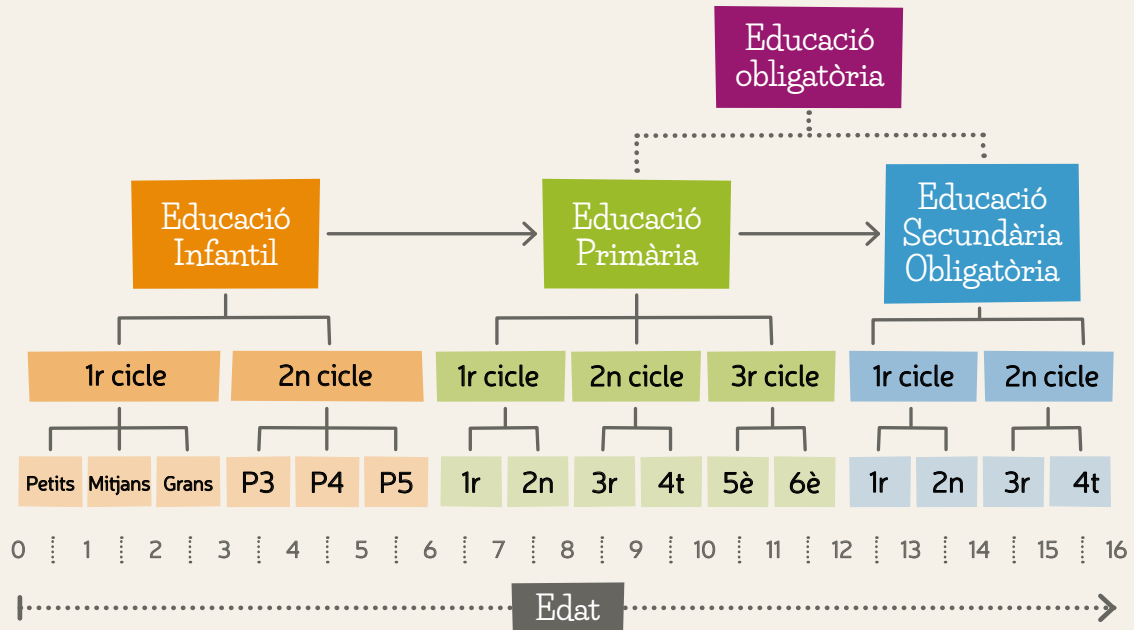 Educació
obligatòria
Educació
Infantil
Educació
Primària
Educació
Secundària
Obligatòria
1r cicle
2n cicle
1r cicle
2n cicle
3r cicle
1r cicle
2n cicle
Petits
Mitjans
Grans
P3
P4
P5
1r
2n
3r
4t
5è
6è
1r
2n
3r
4t
0 1 2 3 4 5 6 7 8 9 10 11 12 13 14 15 16
Edat